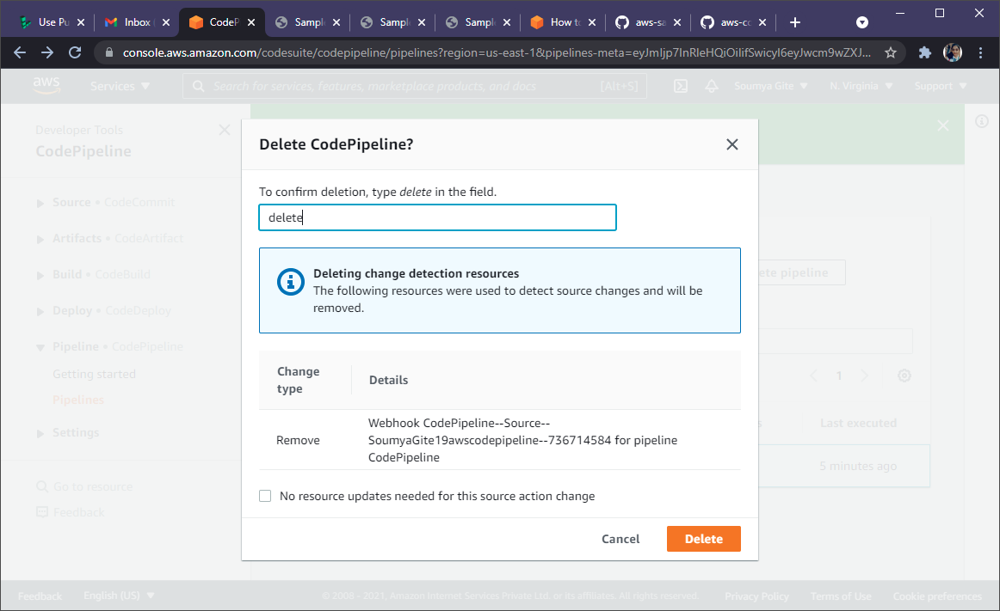 Use Pu
Inbox
CodeP
Sampl
Sampl
Sampl
How to
aws-sa
aws-co
console.aws.amazon.com/codesuite/codepipeline/pipelines?region=us-east-1&pipelines-meta=eyJmIjp7InRleHQiOiIifSwicyI6eyJwcm9wZXJ...
aws
Services
Search for services, features, marketplace products, and docs
[Alt+S]
Soumya Gite
N. Virginia
Support
Developer Tools
CodePipeline
Source • CodeCommit
Artifacts • CodeArtifact
Build • CodeBuild
Deploy • CodeDeploy
Pipeline • CodePipeline
Getting started
Pipelines
Settings
Go to resource
Feedback
Delete CodePipeline?
To confirm deletion, type delete in the field.
delete
Deleting change detection resources
The following resources were used to detect source changes and will be
removed.
Change
type
Details
Remove
Webhook CodePipeline--Source--
SoumyaGite19awscodepipeline--736714584 for pipeline
CodePipeline
No resource updates needed for this source action change
Cancel
Delete
ete pipeline
1
s
Last executed
5 minutes ago
Feedback
English (US)
© 2008 - 2021, Amazon Internet Services Private Ltd. or its affiliates. All rights reserved.
Privacy Policy
Terms of Use
Cookie preferences